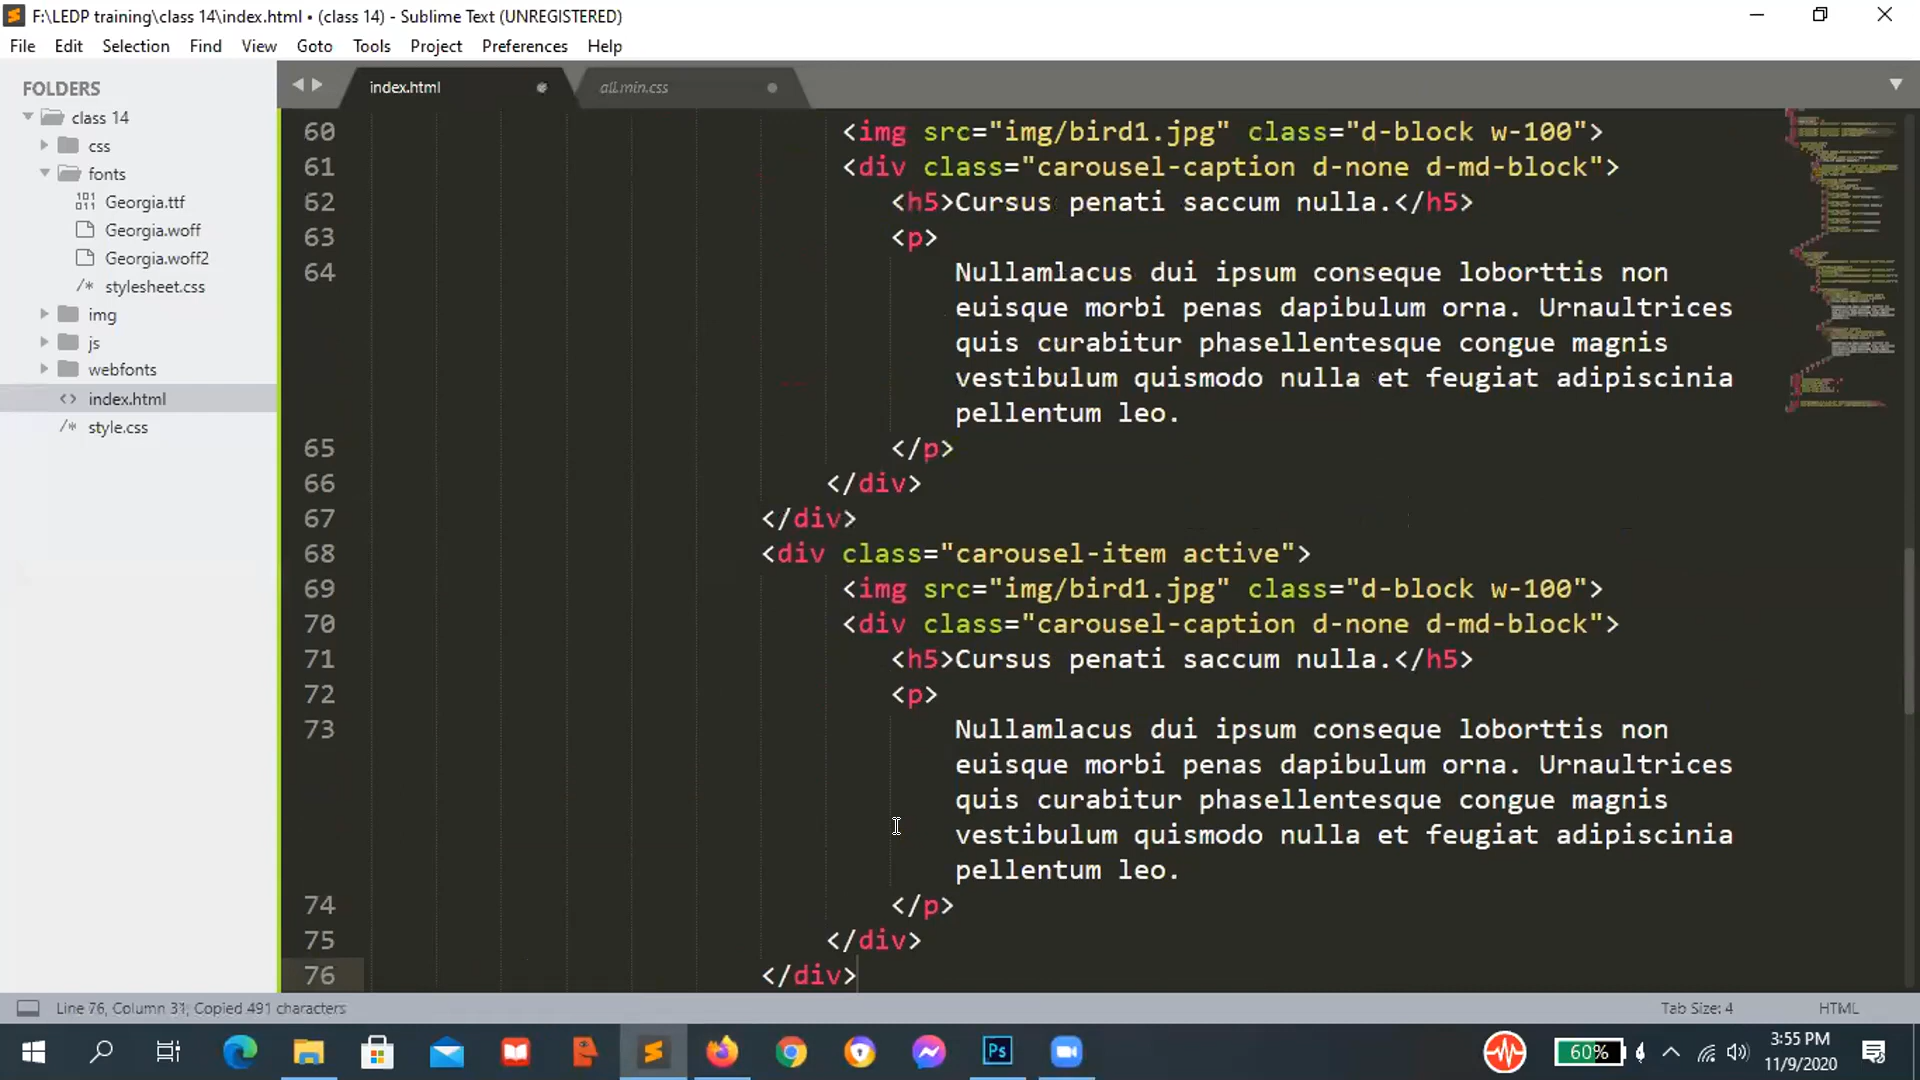 F:\LEDP training\class 14\index.html • (class 14) - Sublime Text (UNREGISTERED)
File Edit Selection Find View Goto Tools Project Preferences Help
FOLDERS
class 14
css
fonts
Georgia.ttf
Georgia.woff
Georgia.woff2
/* stylesheet.css
img
js
webfonts
<> index.html
/* style.css
index.html
all.min.css
60 <img src="img/bird1.jpg" class="d-block w-100">
61 <div class="carousel-caption d-none d-md-block">
62 <h5>Cursus penati saccum nulla.</h5>
63 <p>
64 Nullamlacus dui ipsum conseque loborttis non
euisque morbi penas dapibulum orna. Urnaultrices
quis curabitur phasellentesque congue magnis
vestibulum quismodo nulla et feugiat adipiscinia
pellentum leo.
65 </p>
66 </div>
67 </div>
68 <div class="carousel-item active">
69 <img src="img/bird1.jpg" class="d-block w-100">
70 <div class="carousel-caption d-none d-md-block">
71 <h5>Cursus penati saccum nulla.</h5>
72 <p>
73 Nullamlacus dui ipsum conseque loborttis non
euisque morbi penas dapibulum orna. Urnaultrices
quis curabitur phasellentesque congue magnis
vestibulum quismodo nulla et feugiat adipiscinia
pellentum leo.
74 </p>
75 </div>
76 </div>
Line 76, Column 31; Copied 491 characters
Tab Size: 4
HTML
Ps
60%
3:55 PM
11/9/2020